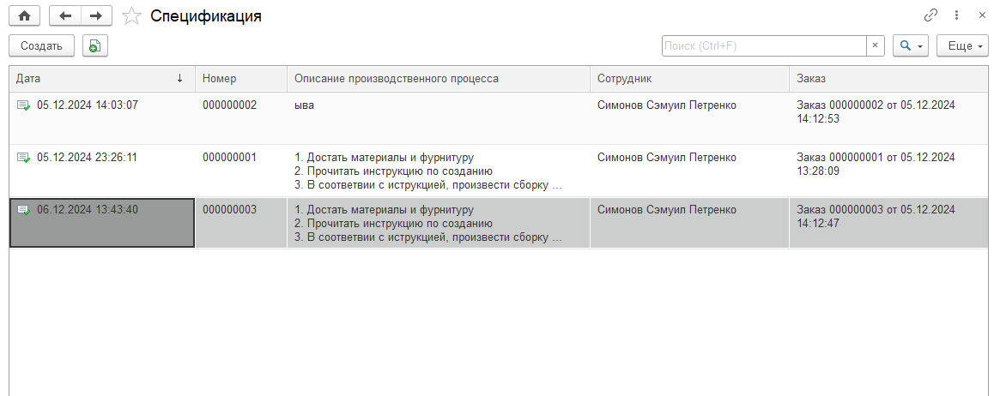 Спецификация
Создать
Поиск (Ctrl+F)
×
Еще
Дата ↓ Номер Описание производственного процесса Сотрудник Заказ
05.12.2024 14:03:07 000000002 ыва Симонов Сэмуил Петренко Заказ 000000002 от 05.12.2024
14:12:53
05.12.2024 23:26:11 000000001 1. Достать материалы и фурнитуру Симонов Сэмуил Петренко Заказ 000000001 от 05.12.2024
2. Прочитать инструкцию по созданию 13:28:09
3. В соответвии с иструкцией, произвести сборку ...
06.12.2024 13:43:40 000000003 1. Достать материалы и фурнитуру Симонов Сэмуил Петренко Заказ 000000003 от 05.12.2024
2. Прочитать инструкцию по созданию 14:12:47
3. В соответвии с иструкцией, произвести сборку ...